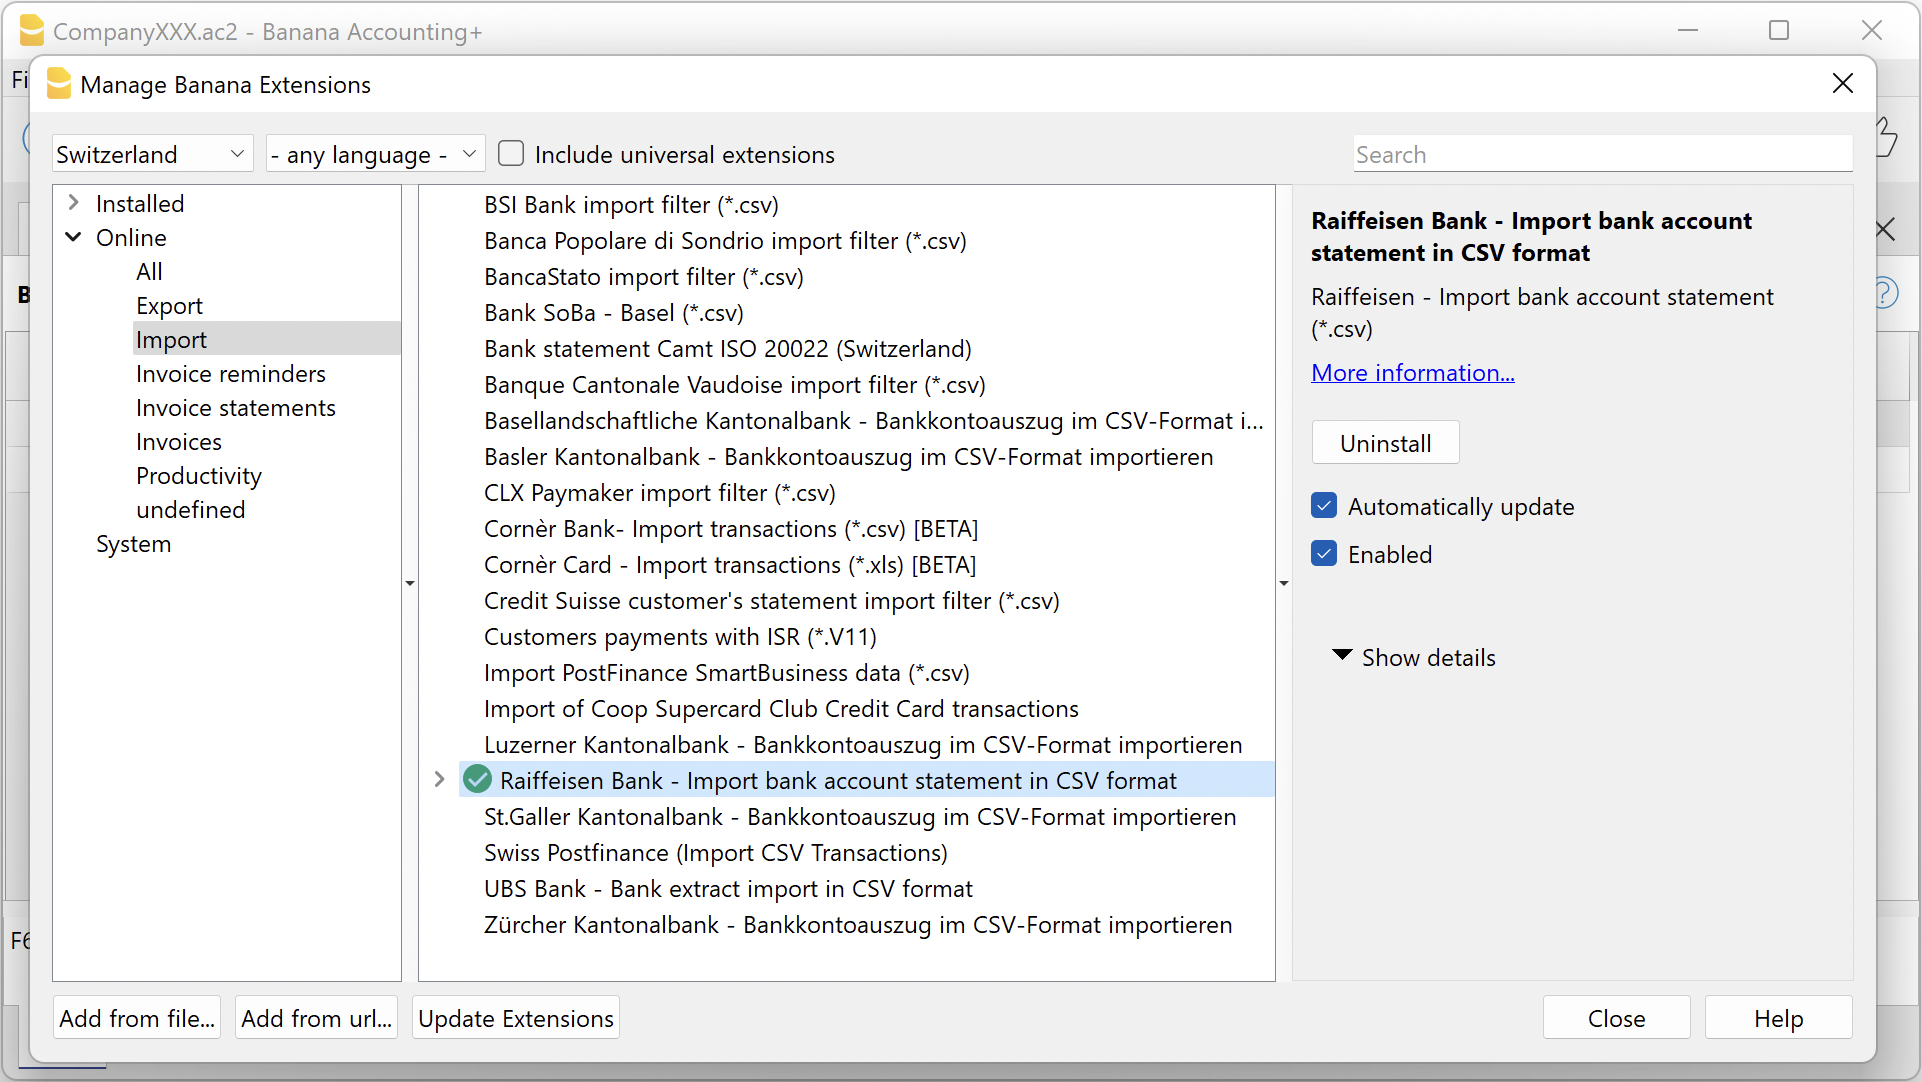 CompanyXXX.ac2 - Banana Accounting+
Fi
Manage Banana Extensions
Switzerland
- any language -
Include universal extensions
Search
Installed
Online
All
Export
Import
Invoice reminders
Invoice statements
Invoices
Productivity
undefined
System
BSI Bank import filter (*.csv)
Banca Popolare di Sondrio import filter (*.csv)
BancaStato import filter (*.csv)
Bank SoBa - Basel (*.csv)
Bank statement Camt ISO 20022 (Switzerland)
Banque Cantonale Vaudoise import filter (*.csv)
Basellandschaftliche Kantonalbank - Bankkontoauszug im CSV-Format i...
Basler Kantonalbank - Bankkontoauszug im CSV-Format importieren
CLX Paymaker import filter (*.csv)
Cornèr Bank- Import transactions (*.csv) [BETA]
Cornèr Card - Import transactions (*.xls) [BETA]
Credit Suisse customer's statement import filter (*.csv)
Customers payments with ISR (*.V11)
Import PostFinance SmartBusiness data (*.csv)
Import of Coop Supercard Club Credit Card transactions
Luzerner Kantonalbank - Bankkontoauszug im CSV-Format importieren
Raiffeisen Bank - Import bank account statement in CSV format
St.Galler Kantonalbank - Bankkontoauszug im CSV-Format importieren
Swiss Postfinance (Import CSV Transactions)
UBS Bank - Bank extract import in CSV format
Zürcher Kantonalbank - Bankkontoauszug im CSV-Format importieren
Raiffeisen Bank - Import bank account
statement in CSV format
Raiffeisen - Import bank account statement
(*.csv)
More information...
Uninstall
Automatically update
Enabled
Show details
B
?
F6
Add from file...
Add from url...
Update Extensions
Close
Help